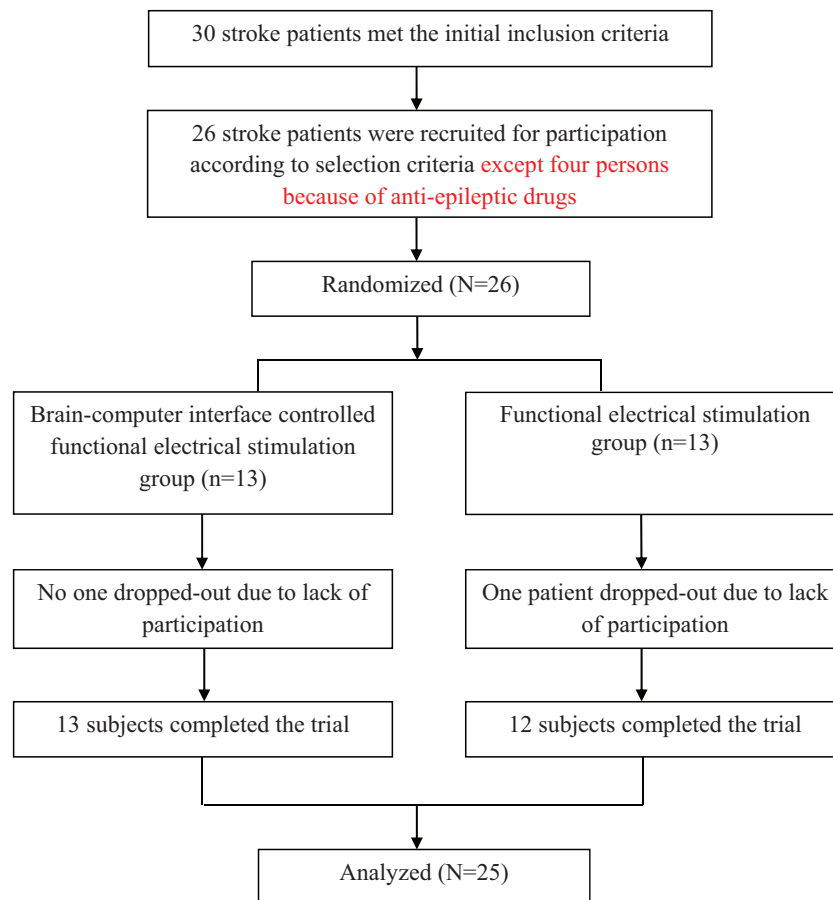 30 stroke patients met the initial inclusion criteria
26 stroke patients were recruited for participation
according to selection criteria except four persons
because of anti-epileptic drugs
Randomized (N=26)
Brain-computer interface controlled
functional electrical stimulation
group (n=13)
Functional electrical stimulation
group (n=13)
No one dropped-out due to lack of
participation
One patient dropped-out due to lack
of participation
13 subjects completed the trial
12 subjects completed the trial
Analyzed (N=25)